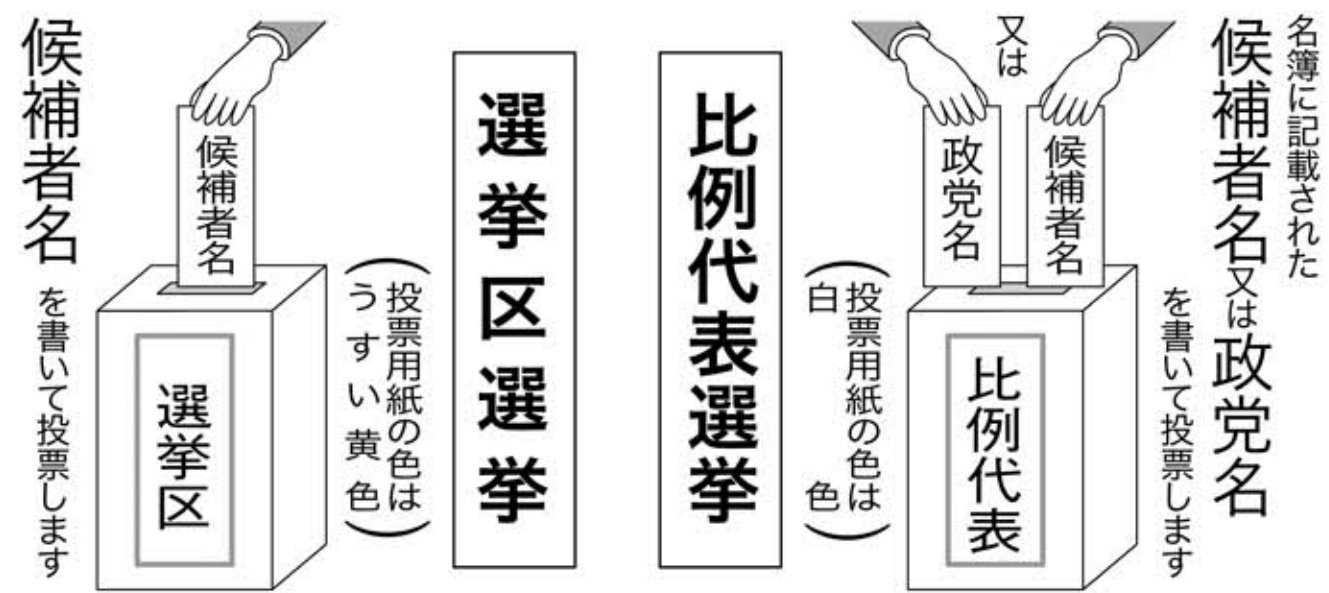 名簿に記載された
候補者名又は政党名
を書いて投票します
又は
候補者名
政党名
比例代表
投票用紙の色は
白色
比例代表選挙
選挙区選挙
投票用紙の色は
うすい黄色
候補者名
選挙区
候補者名
を書いて投票します